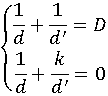 1/d + 1/d' = D
1/d + k/d' = 0